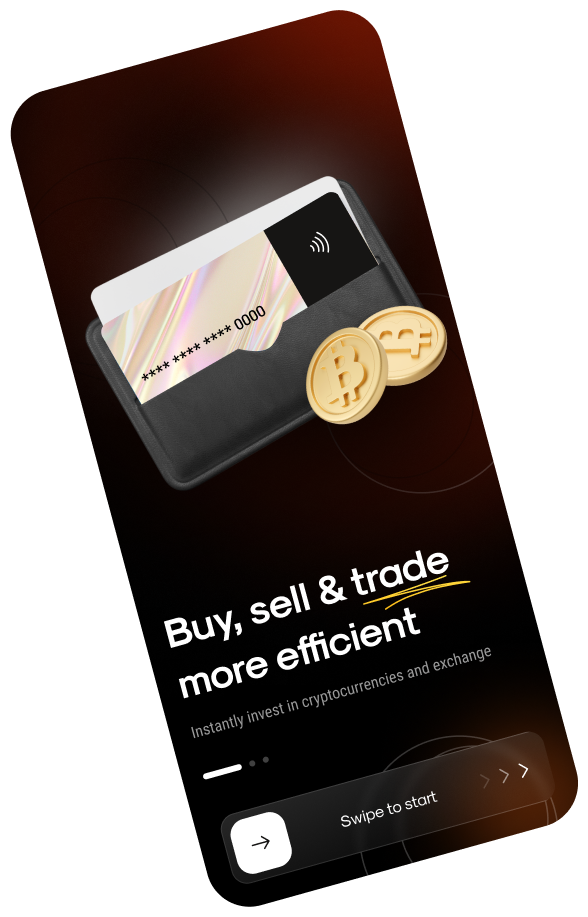 **** **** **** 0000
Buy, sell & trade
more efficient
Instantly invest in cryptocurrencies and exchange
Swipe to start